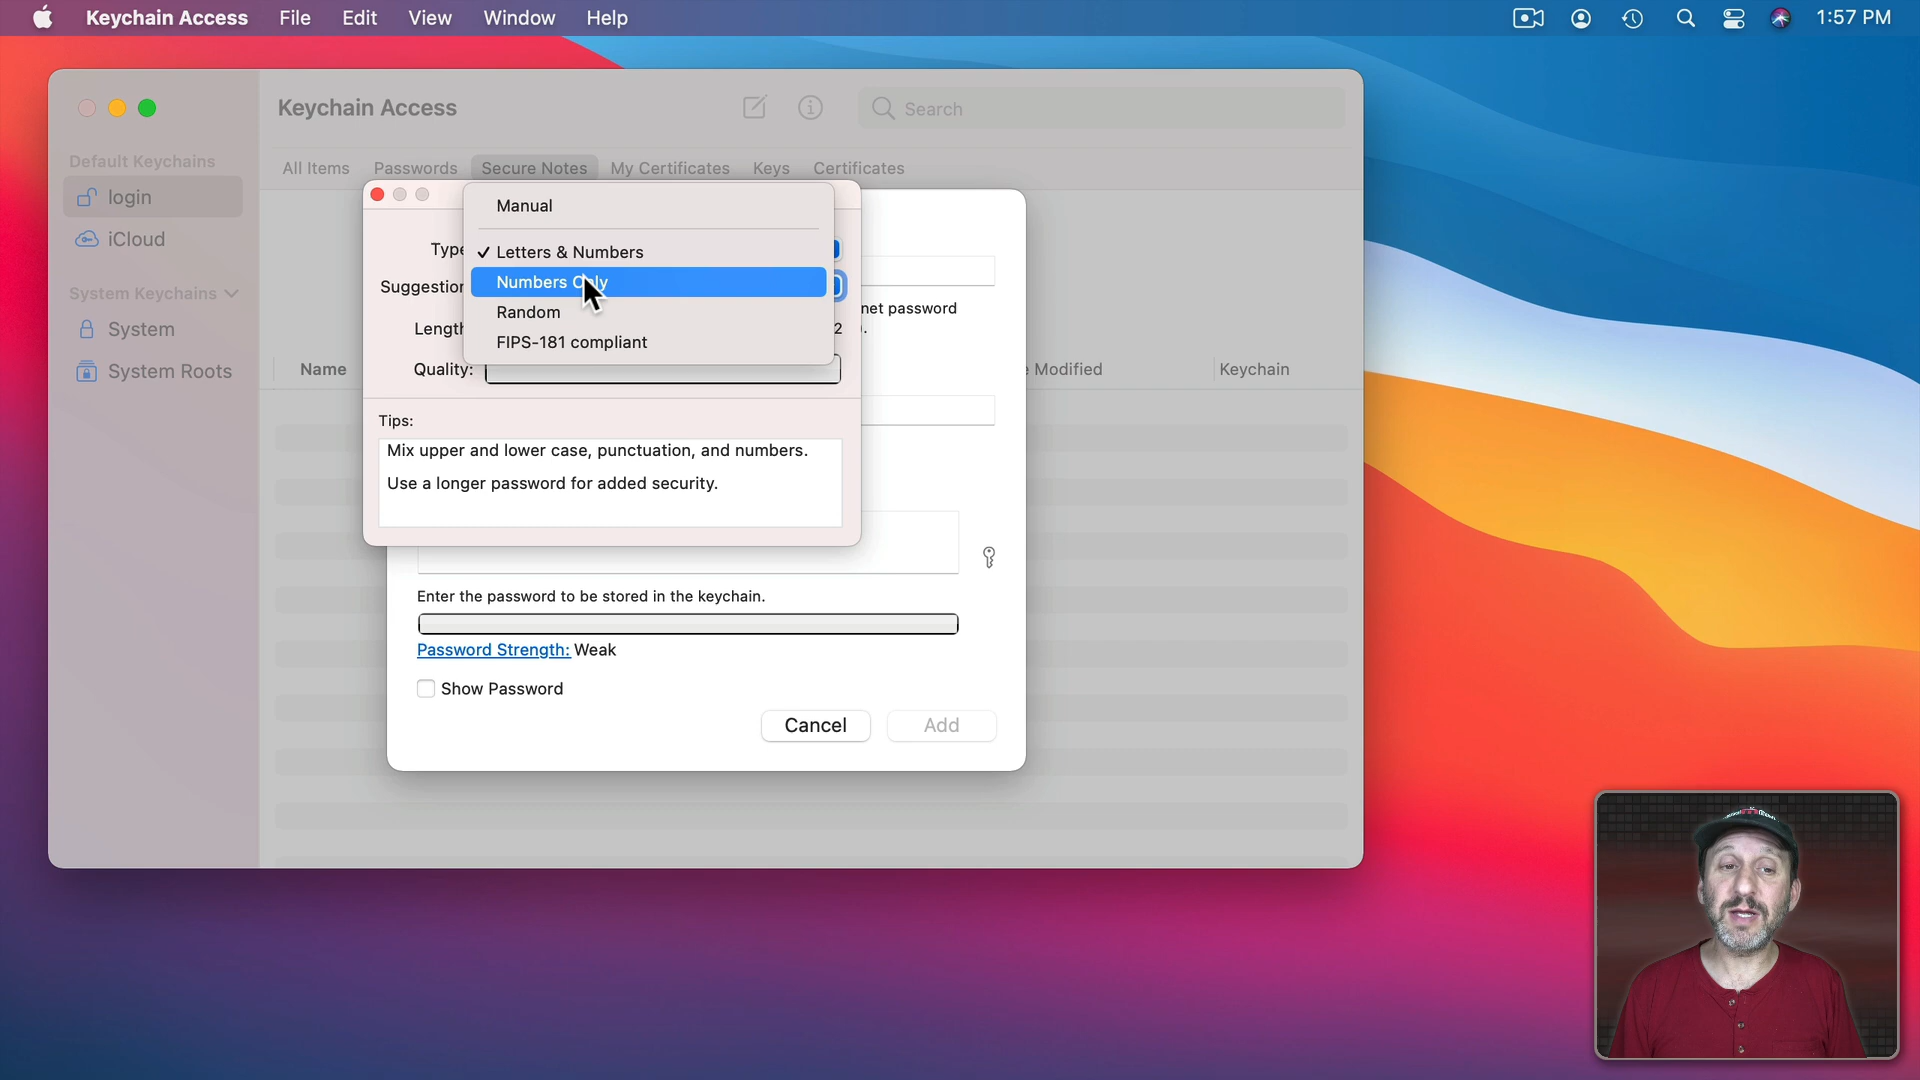 Keychain Access File Edit View Window Help 1:57 PM
Keychain Access
Search
All Items Passwords Secure Notes My Certificates Keys Certificates
Default Keychains
login
iCloud
System Keychains
System
System Roots
Manual
Type
✓ Letters & Numbers
Suggestion
Numbers Only
Random
net password
Length
2 .
FIPS-181 compliant
Quality:
Name
e Modified
Keychain
Tips:
Mix upper and lower case, punctuation, and numbers.
Use a longer password for added security.
Enter the password to be stored in the keychain.
Password Strength: Weak
Show Password
Cancel Add